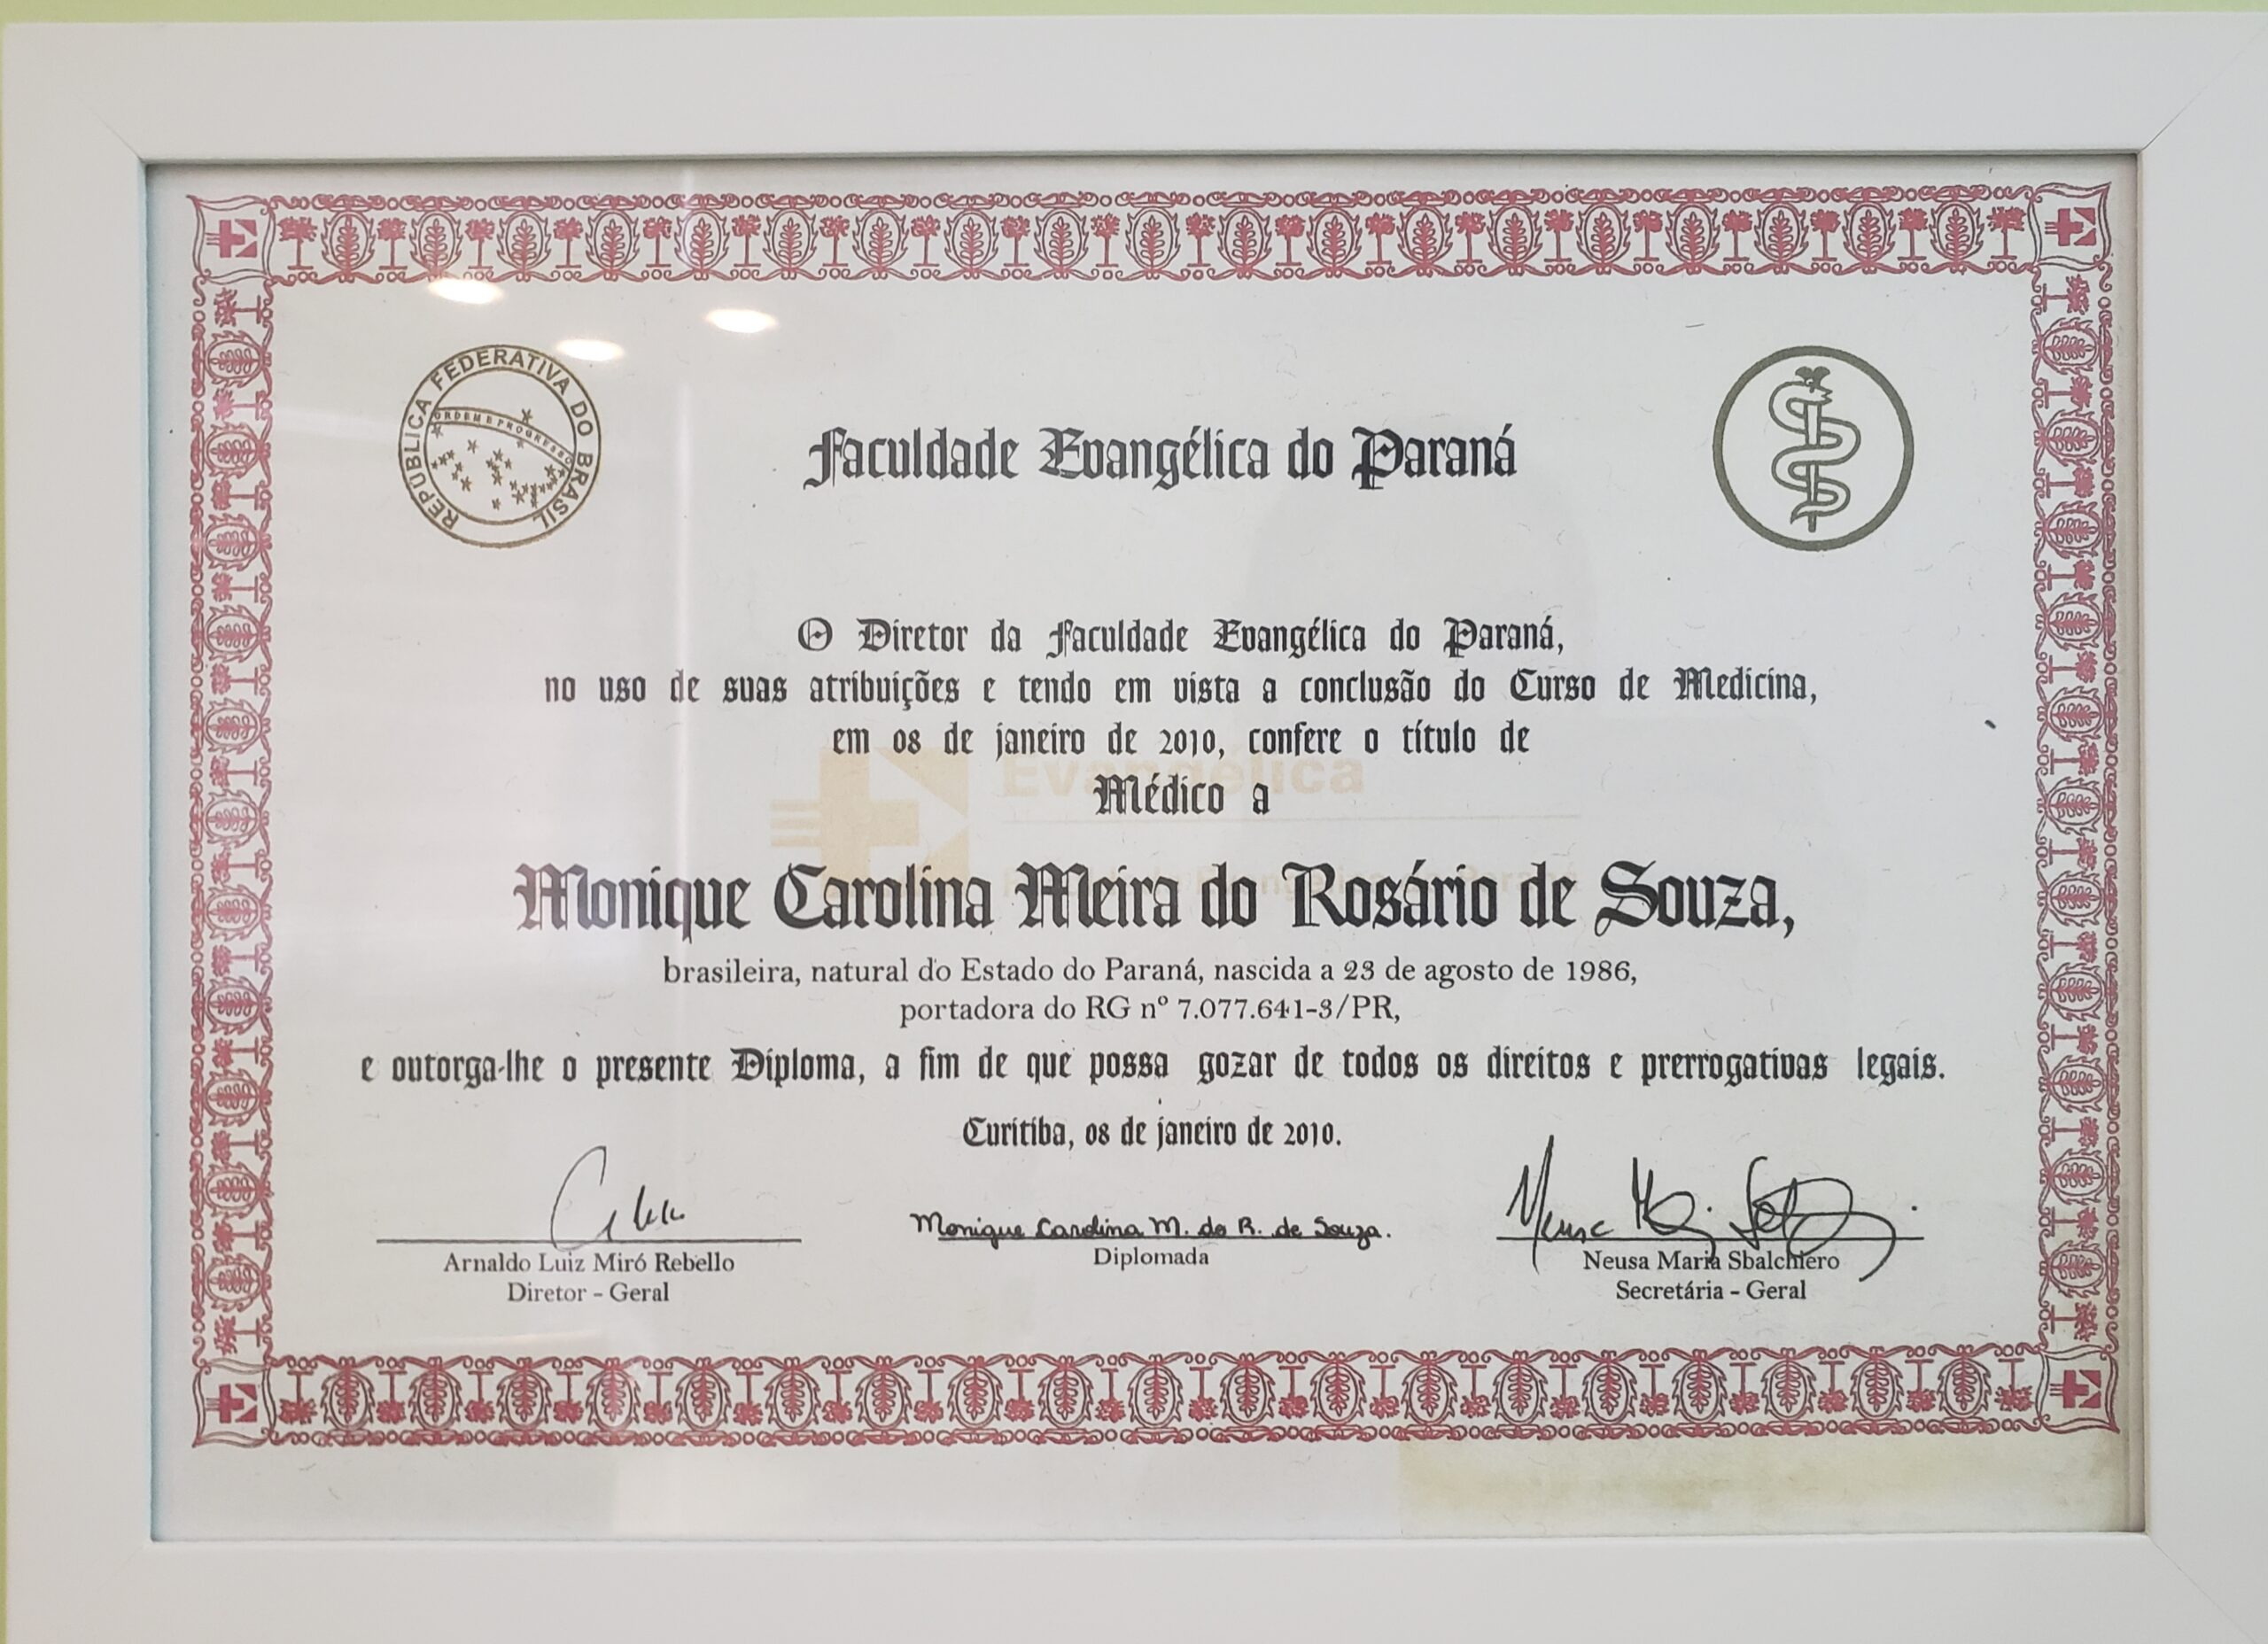 REPÚBLICA FEDERATIVA DO BRASIL
ORDEM E PROGRESSO
Faculdade Evangélica do Paraná
O Diretor da Faculdade Evangélica do Paraná,
no uso de suas atribuições e tendo em vista a conclusão do Curso de Medicina,
em 08 de janeiro de 2010, confere o título de
Evangélica
Médico a
Monique Carolina Meira do Rosário de Souza,
brasileira, natural do Estado do Paraná, nascida a 23 de agosto de 1986,
portadora do RG nº 7.077.641-3/PR,
e outorga-lhe o presente Diploma, a fim de que possa gozar de todos os direitos e prerrogativas legais.
Curitiba, 08 de janeiro de 2010.
Monique Carolina M. do R. de Souza.
Arnaldo Luiz Miró Rebello
Diretor - Geral
Diplomada
Neusa Maria Sbalchiero
Secretária - Geral